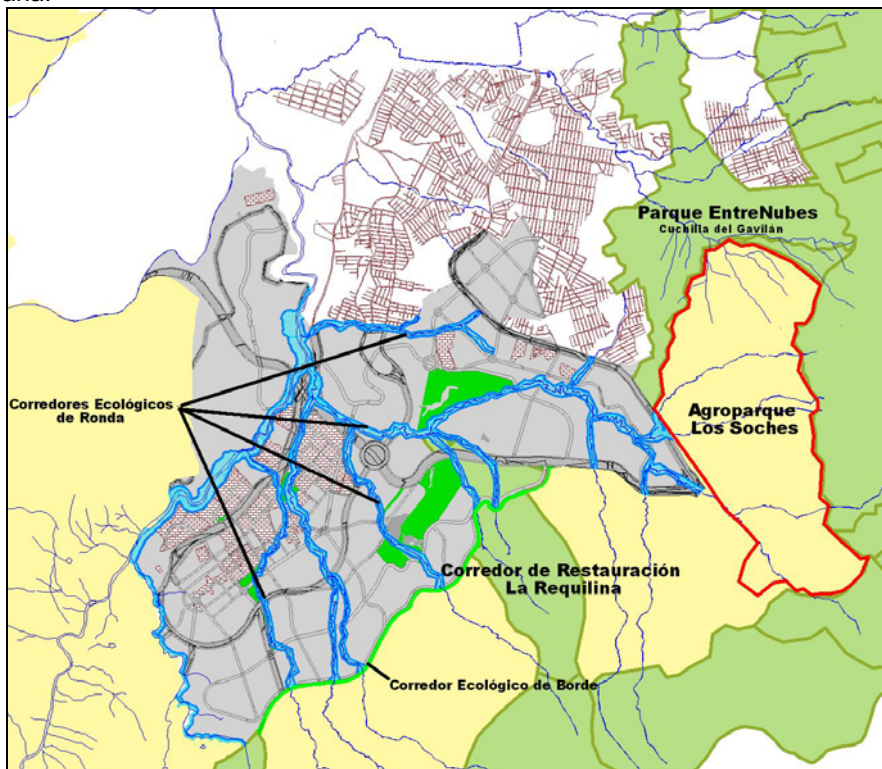 ana.
Parque EntreNubes
Cuchilla del Gavilán
Corredores Ecológicos
de Ronda
Agroparque
Los Soches
Corredor de Restauración
La Requilina
Corredor Ecológico de Borde